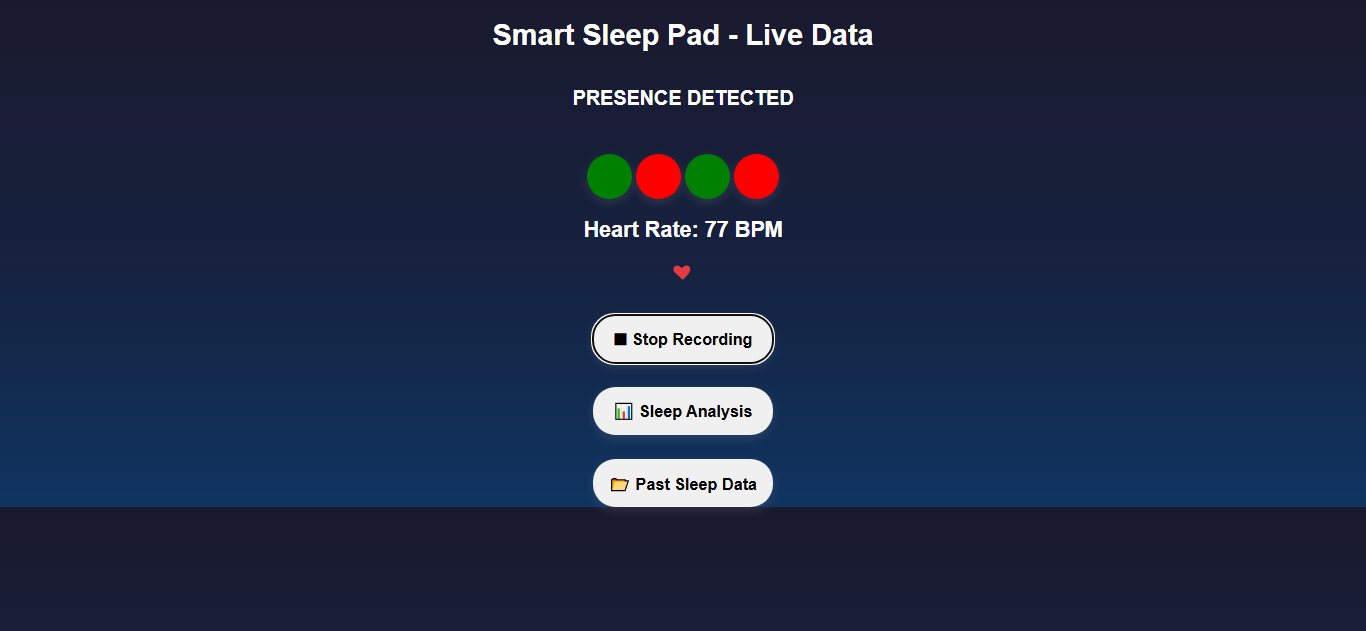 Smart Sleep Pad - Live Data
PRESENCE DETECTED
Heart Rate: 77 BPM
Stop Recording
Sleep Analysis
Past Sleep Data